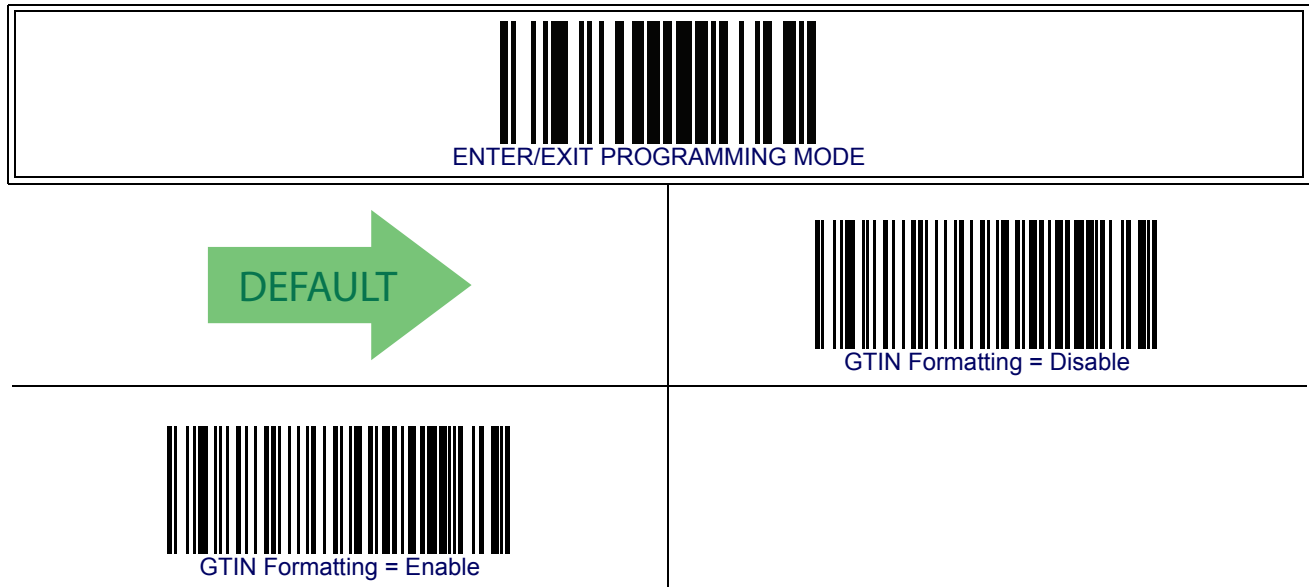 ENTER/EXIT PROGRAMMING MODE
DEFAULT
GTIN Formatting = Disable
GTIN Formatting = Enable